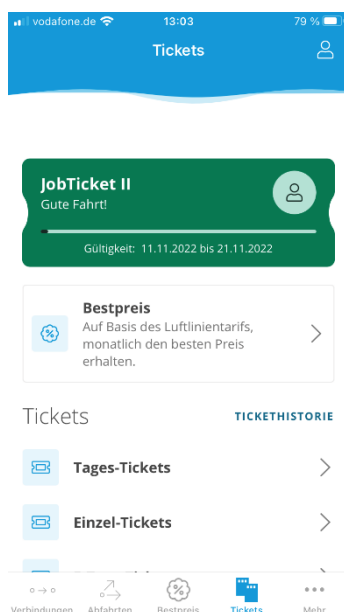 vodafone.de 13:03 79 %
Tickets
JobTicket II
Gute Fahrt!
Gültigkeit: 11.11.2022 bis 21.11.2022
Bestpreis
Auf Basis des Luftlinientarifs,
monatlich den besten Preis
erhalten.
Tickets TICKETHISTORIE
Tages-Tickets
Einzel-Tickets
Verbindungen Abfahrten Bestpreis Tickets Mehr